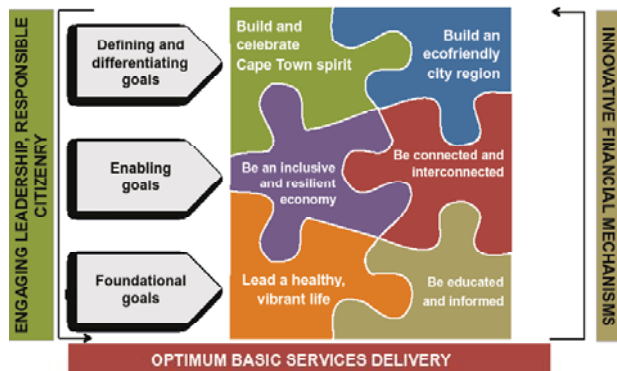 ENGAGING LEADERSHIP, RESPONSIBLE
CITIZENRY
Defining and
differentiating
goals
Enabling
goals
Foundational
goals
Build and
celebrate
Cape Town spirit
Build an
ecofriendly
city region
Be an inclusive
and resilient
economy
Be connected and
interconnected
Lead a healthy,
vibrant life
Be educated
and informed
INNOVATIVE FINANCIAL MECHANISMS
OPTIMUM BASIC SERVICES DELIVERY